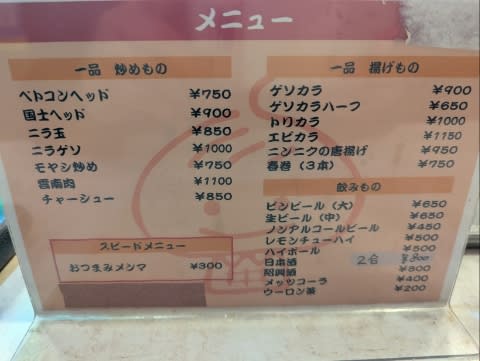 メニュー
一品 炒めもの
ベトコンヘッド ¥750
国士ヘッド ¥900
ニラ玉 ¥850
ニラゲソ ¥1000
モヤシ炒め ¥750
雲南肉 ¥1100
チャーシュー ¥850
スピードメニュー
おつまみメンマ ¥300
一品 揚げもの
ゲソカラ ¥900
ゲソカラハーフ ¥650
トリカラ ¥1000
エビカラ ¥1150
ニンニクの唐揚げ ¥950
春巻(3本) ¥750
飲みもの
ビンビール(大) ¥650
生ビール(中) ¥650
ノンアルコールビール ¥450
レモンチューハイ ¥500
ハイボール ¥500
日本酒 2合 ¥800
紹興酒 ¥800
メッツコーラ ¥400
ウーロン茶 ¥200